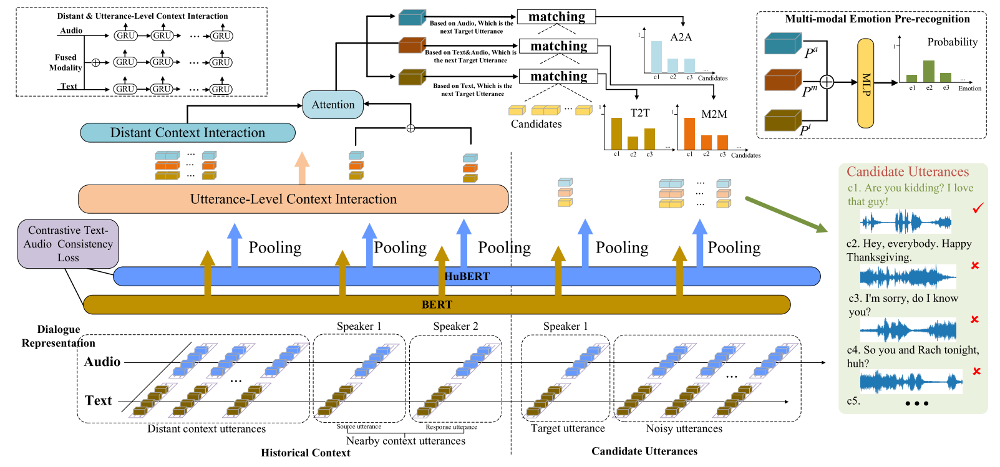 Distant & Utterance-Level Context Interaction
Audio
GRU GRU ... GRU
Fused
Modality
GRU GRU ... GRU
Text
GRU GRU ... GRU
Attention
Based on Audio, Which is the
next Target Utterance
Based on Text&Audio, Which is
the next Target Utterance
Based on Text, Which is the
next Target Utterance
matching
matching
matching
...
Candidates
1
A2A
c1 c2 c3 ... Candidates
1
T2T
c1 c2 c3 ...
1
M2M
c1 c2 c3 ... Candidates
Multi-modal Emotion Pre-recognition
P^a
P^m
P^t
MLP
1
Probability
e1 e2 e3 ... Emotion
Distant Context Interaction
...
...
...
Utterance-Level Context Interaction
...
...
...
Contrastive Text-
Audio Consistency
Loss
Pooling Pooling Pooling Pooling Pooling
HuBERT
BERT
Dialogue
Representation
Speaker 1 Speaker 2 Speaker 1
Audio
... ...
Text
Distant context utterances
Source utterance Response utterance
Nearby context utterances
Target utterance Noisy utterances
Historical Context Candidate Utterances
Candidate Utterances
c1. Are you kidding? I love
that guy!
c2. Hey, everybody. Happy
Thanksgiving.
c3. I'm sorry, do I know
you?
c4. So you and Rach tonight,
huh?
c5. ...